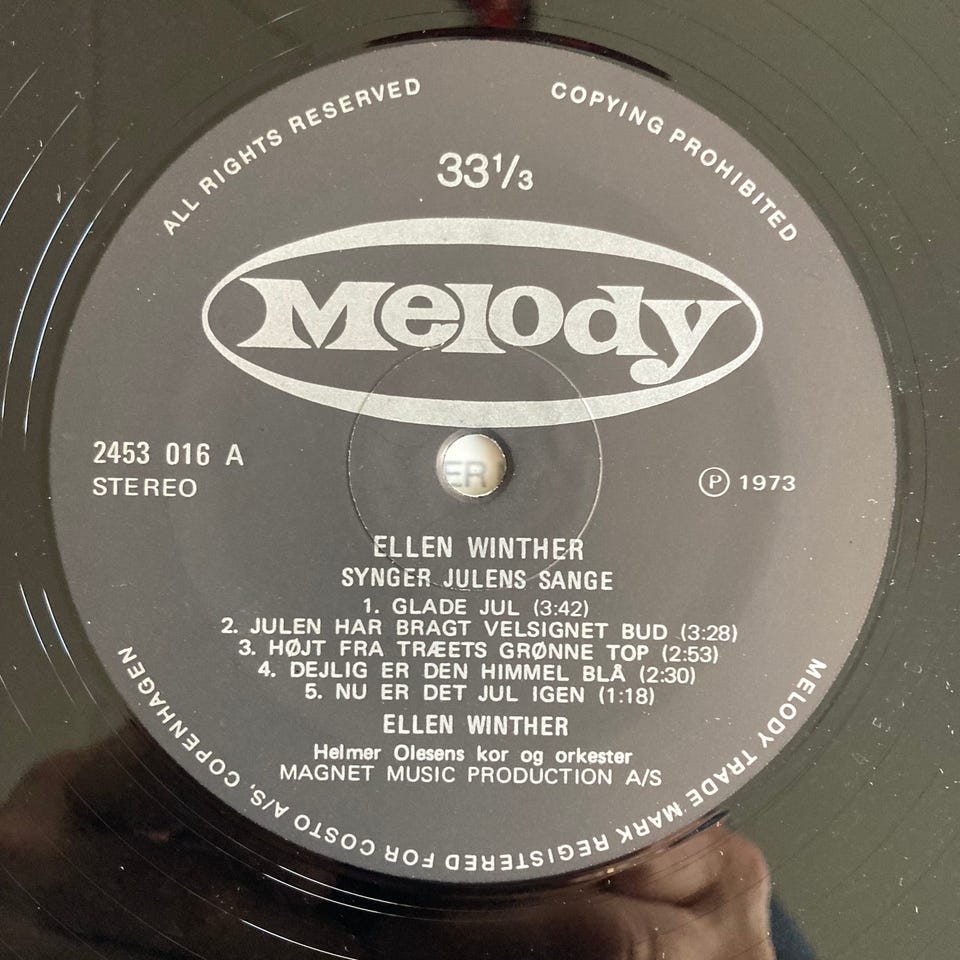 ALL RIGHTS RESERVED
COPYING PROHIBITED
33⅓
Melody
2453 016 A
STEREO
℗ 1973
ER
ELLEN WINTHER
SYNGER JULENS SANGE
1. GLADE JUL (3:42)
2. JULEN HAR BRAGT VELSIGNET BUD (3:28)
3. HØJT FRA TRÆETS GRØNNE TOP (2:53)
4. DEJLIG ER DEN HIMMEL BLÅ (2:30)
5. NU ER DET JUL IGEN (1:18)
ELLEN WINTHER
Helmer Olesens kor og orkester
MAGNET MUSIC PRODUCTION A/S
MELODY TRADE MARK REGISTERED FOR COSTO A/S, COPENHAGEN